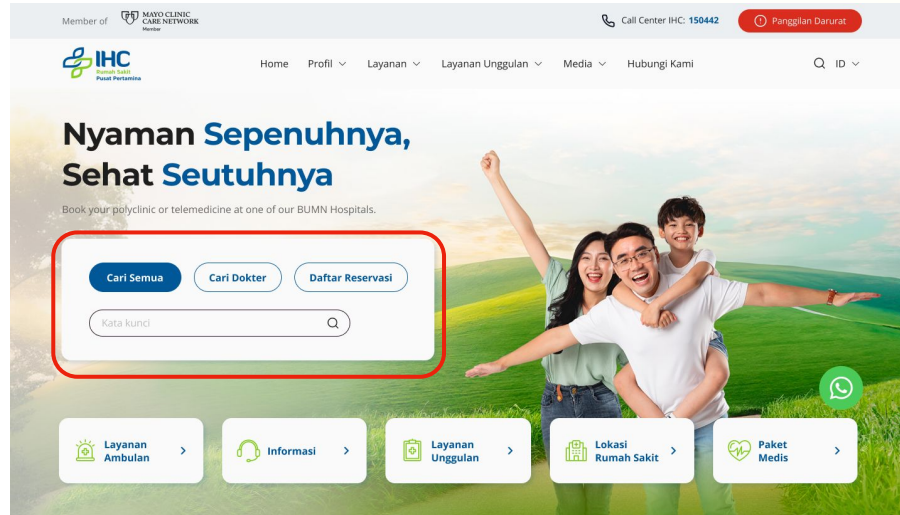 Member of
MAYO CLINIC
CARE NETWORK
Member
Call Center IHC: 150442
Panggilan Darurat
IHC
Rumah Sakit
Pusat Pertamina
Home
Profil
Layanan
Layanan Unggulan
Media
Hubungi Kami
ID
Nyaman Sepenuhnya,
Sehat Seutuhnya
Book your polyclinic or telemedicine at one of our BUMN Hospitals.
Cari Semua
Cari Dokter
Daftar Reservasi
Kata kunci
Layanan
Ambulan
Informasi
Layanan
Unggulan
Lokasi
Rumah Sakit
Paket
Medis